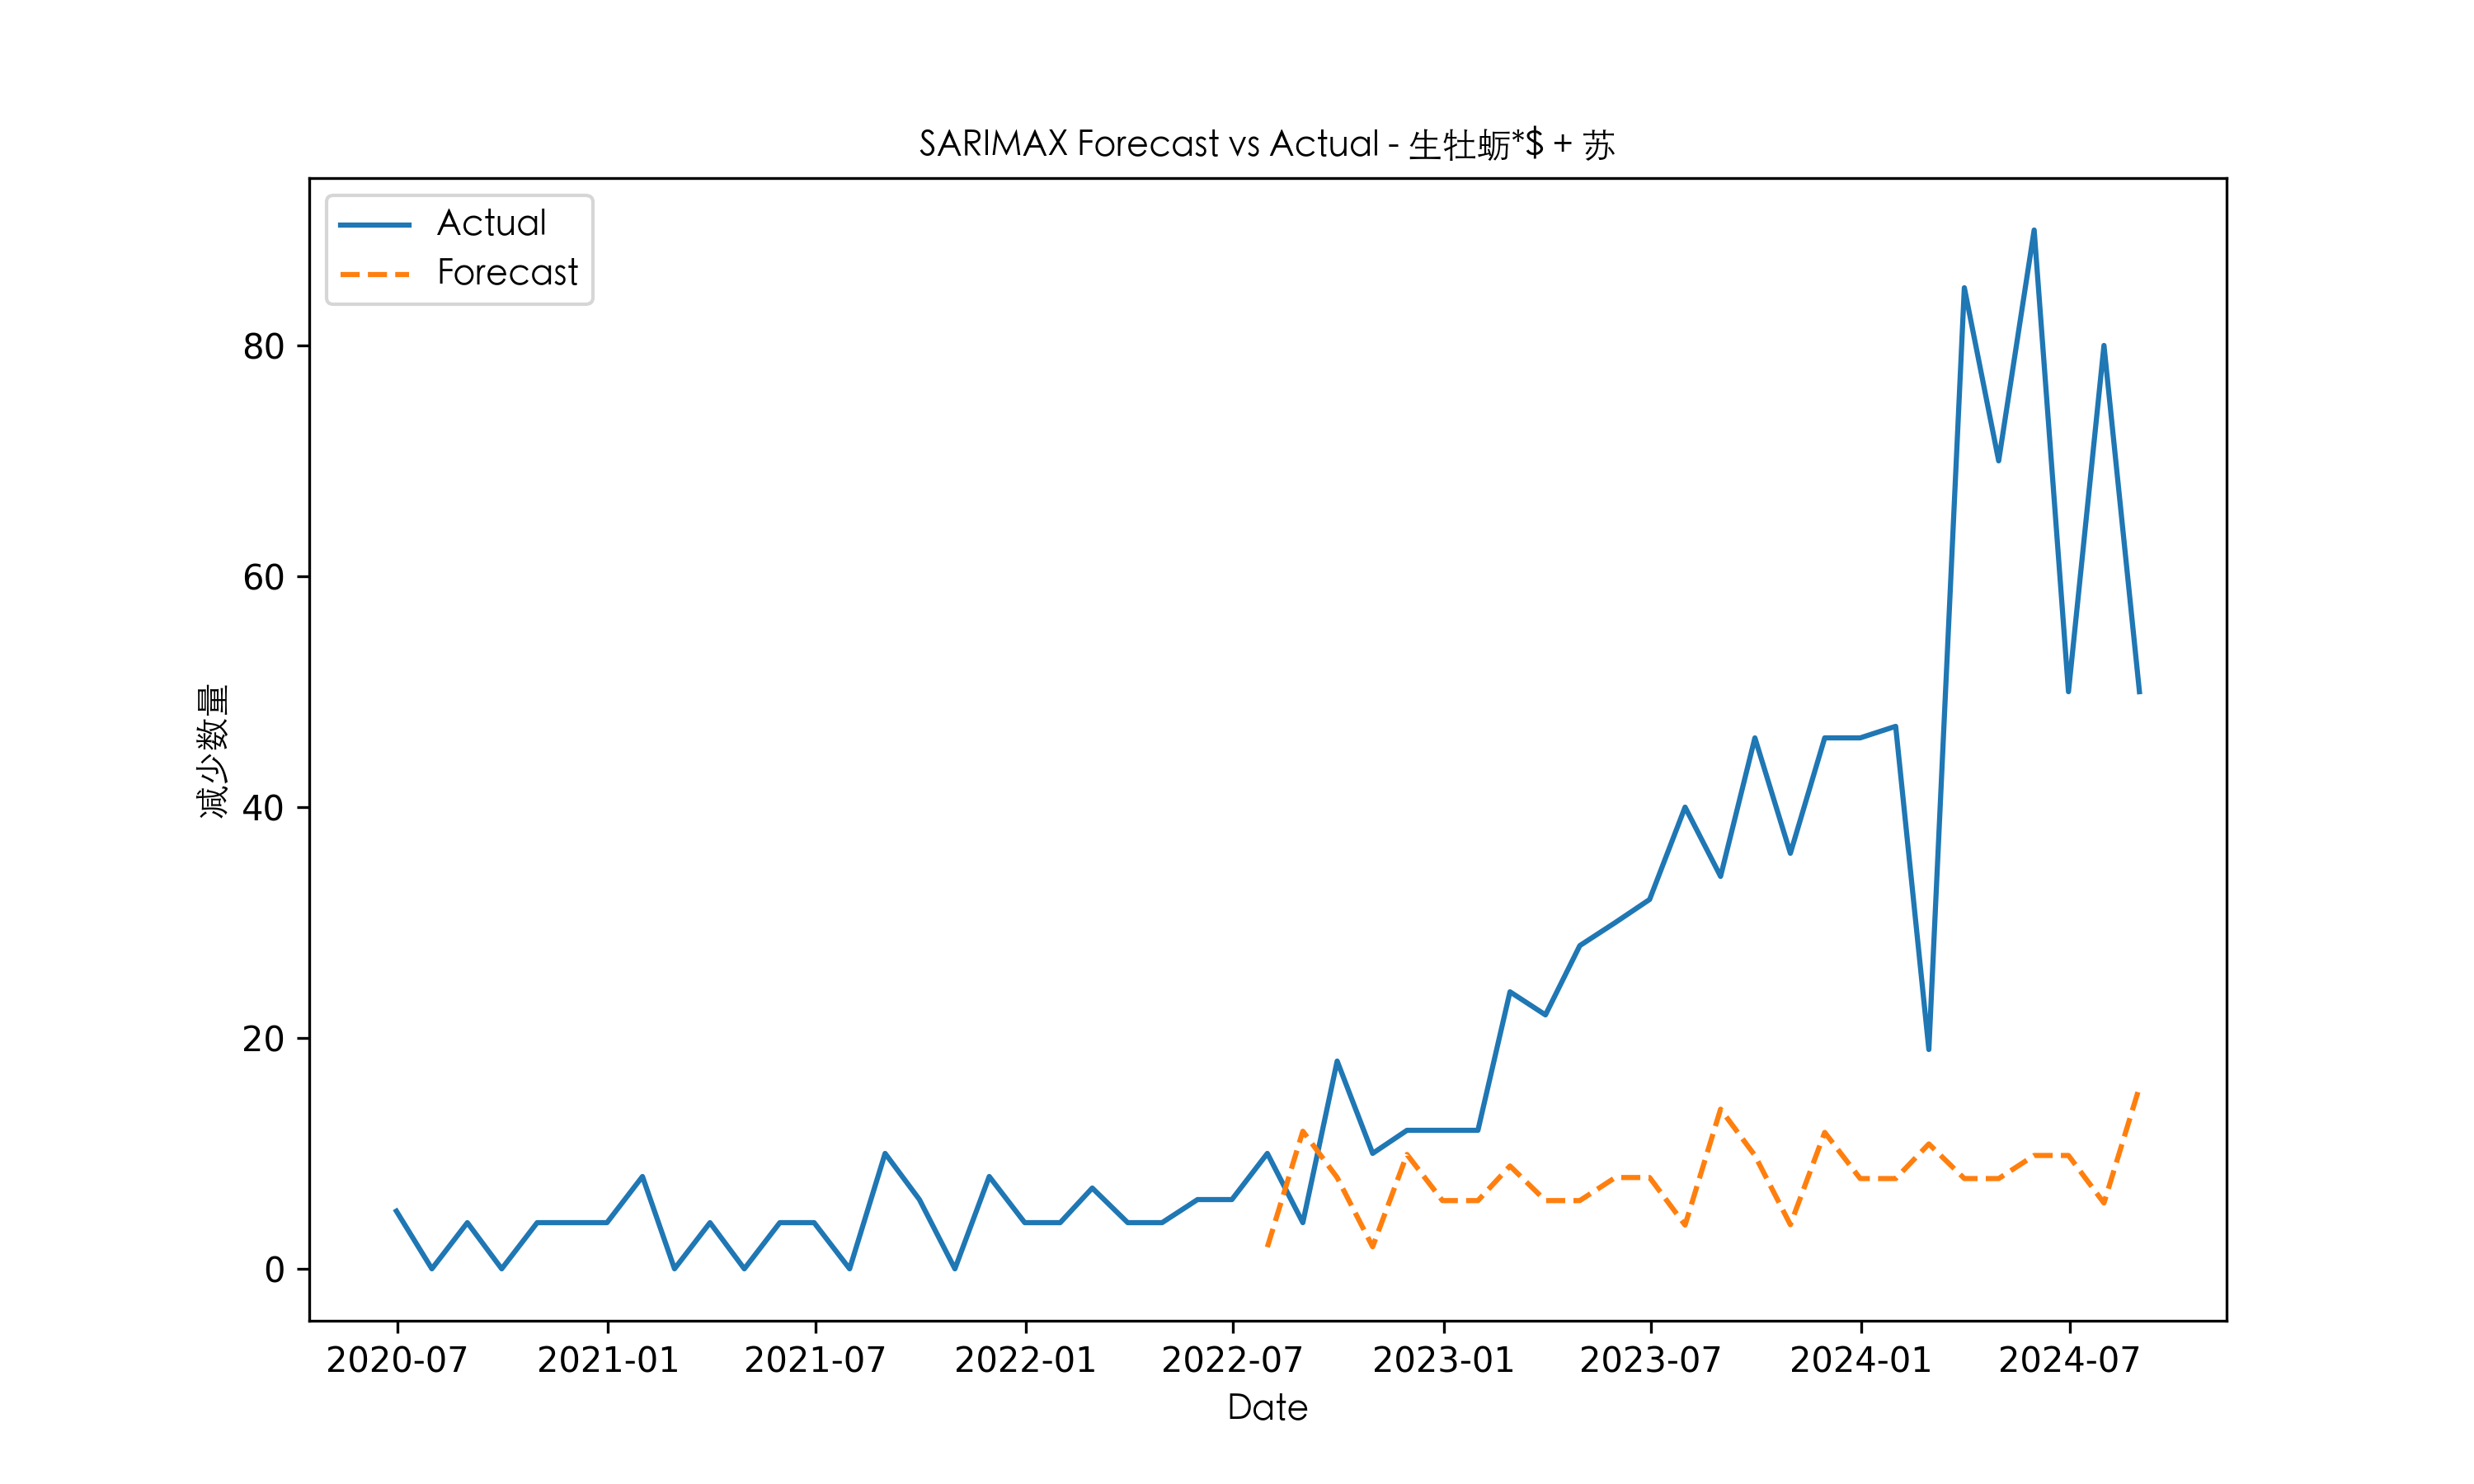 SARIMAX Forecast vs Actual - 生牡蛎*$ + 苏
Actual
Forecast
减少数量
80
60
40
20
0
2020-07 2021-01 2021-07 2022-01 2022-07 2023-01 2023-07 2024-01 2024-07
Date